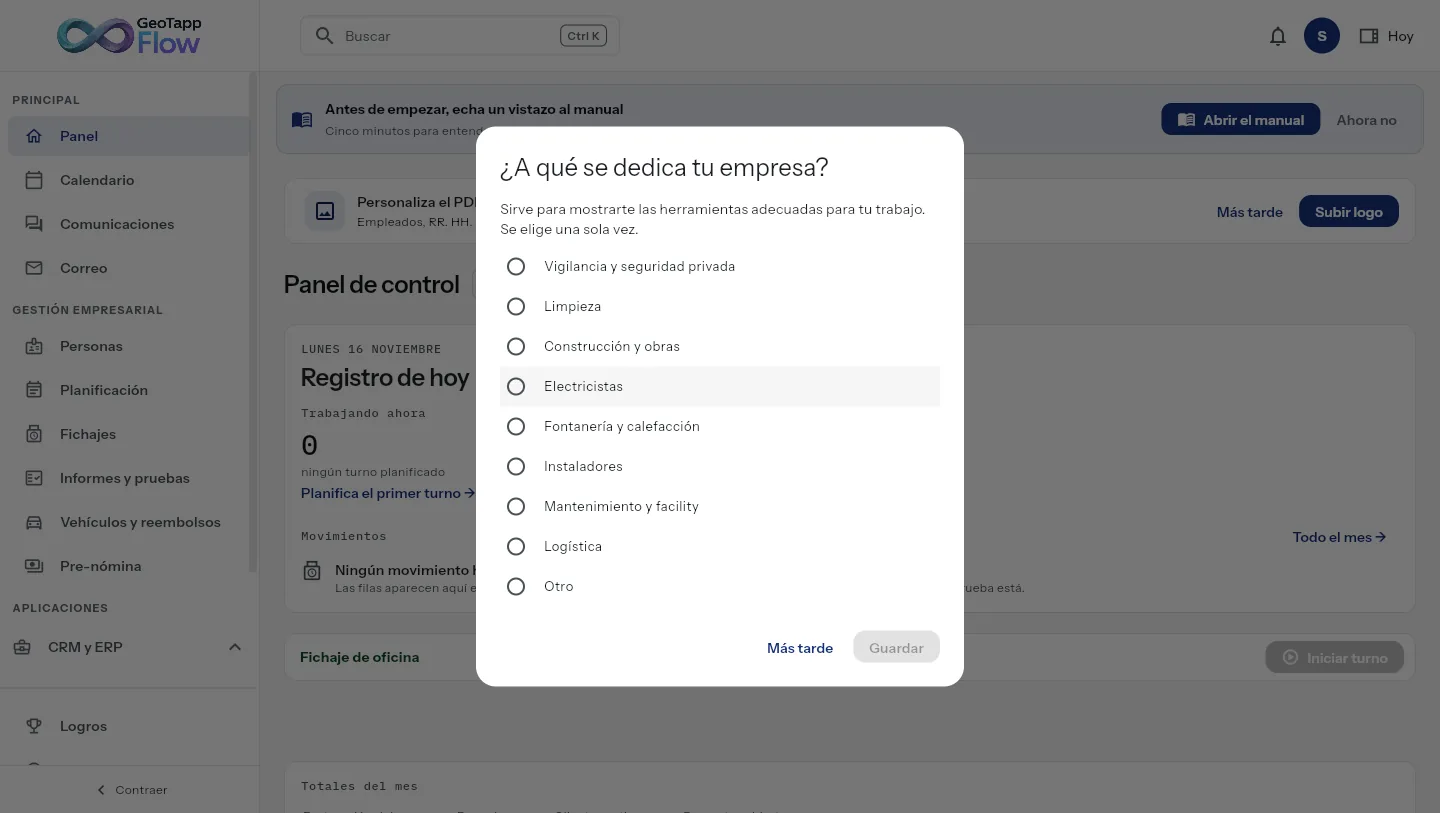 GeoTapp
Flow
Buscar
Ctrl K
S
Hoy
PRINCIPAL
Panel
Calendario
Comunicaciones
Correo
GESTIÓN EMPRESARIAL
Personas
Planificación
Fichajes
Informes y pruebas
Vehículos y reembolsos
Pre-nómina
APLICACIONES
CRM y ERP
Logros
Contraer
Antes de empezar, echa un vistazo al manual
Cinco minutos para
Abrir el manual
Ahora no
Personaliza el
Empleados, RR. HH.
Más tarde
Subir logo
Panel de control
LUNES 16 NOVIEMBRE
Registro de hoy
Trabajando ahora
0
ningún turno planificado
Planifica el primer turno →
Movimientos
Todo el mes →
Ningún movimiento
Las filas aparecen aquí
está.
Fichaje de oficina
Iniciar turno
Totales del mes
¿A qué se dedica tu empresa?
Sirve para mostrarte las herramientas adecuadas para tu trabajo.
Se elige una sola vez.
Vigilancia y seguridad privada
Limpieza
Construcción y obras
Electricistas
Fontanería y calefacción
Instaladores
Mantenimiento y facility
Logística
Otro
Más tarde
Guardar